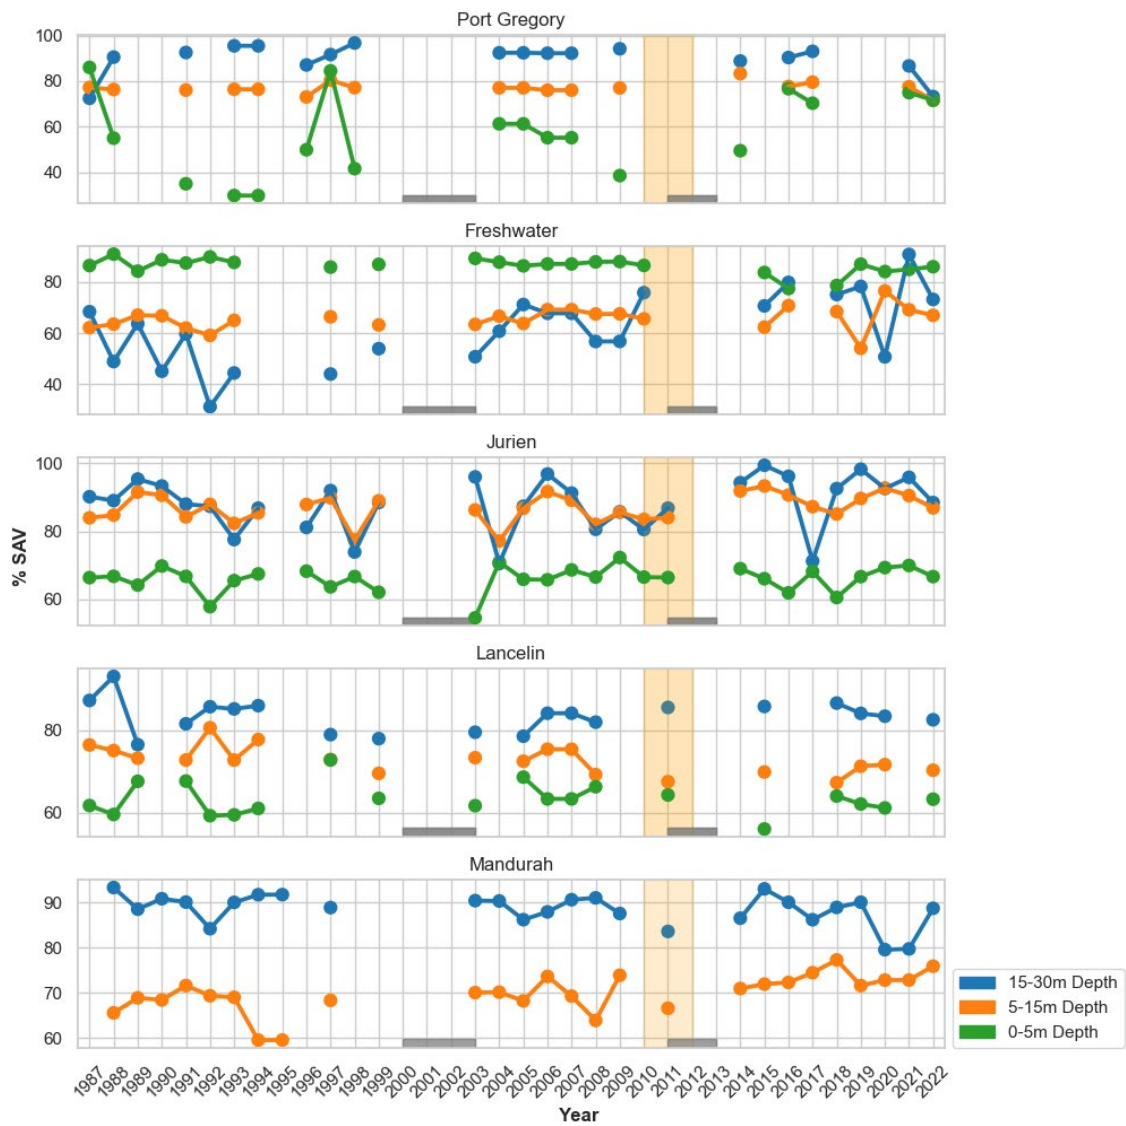 Port Gregory
100
80
60
40
Freshwater
80
60
40
Jurien
100
80
60
% SAV
Lancelin
80
60
Mandurah
90
80
70
60
1987 1988 1989 1990 1991 1992 1993 1994 1995 1996 1997 1998 1999 2000 2001 2002 2003 2004 2005 2006 2007 2008 2009 2010 2011 2012 2013 2014 2015 2016 2017 2018 2019 2020 2021 2022
Year
15-30m Depth
5-15m Depth
0-5m Depth